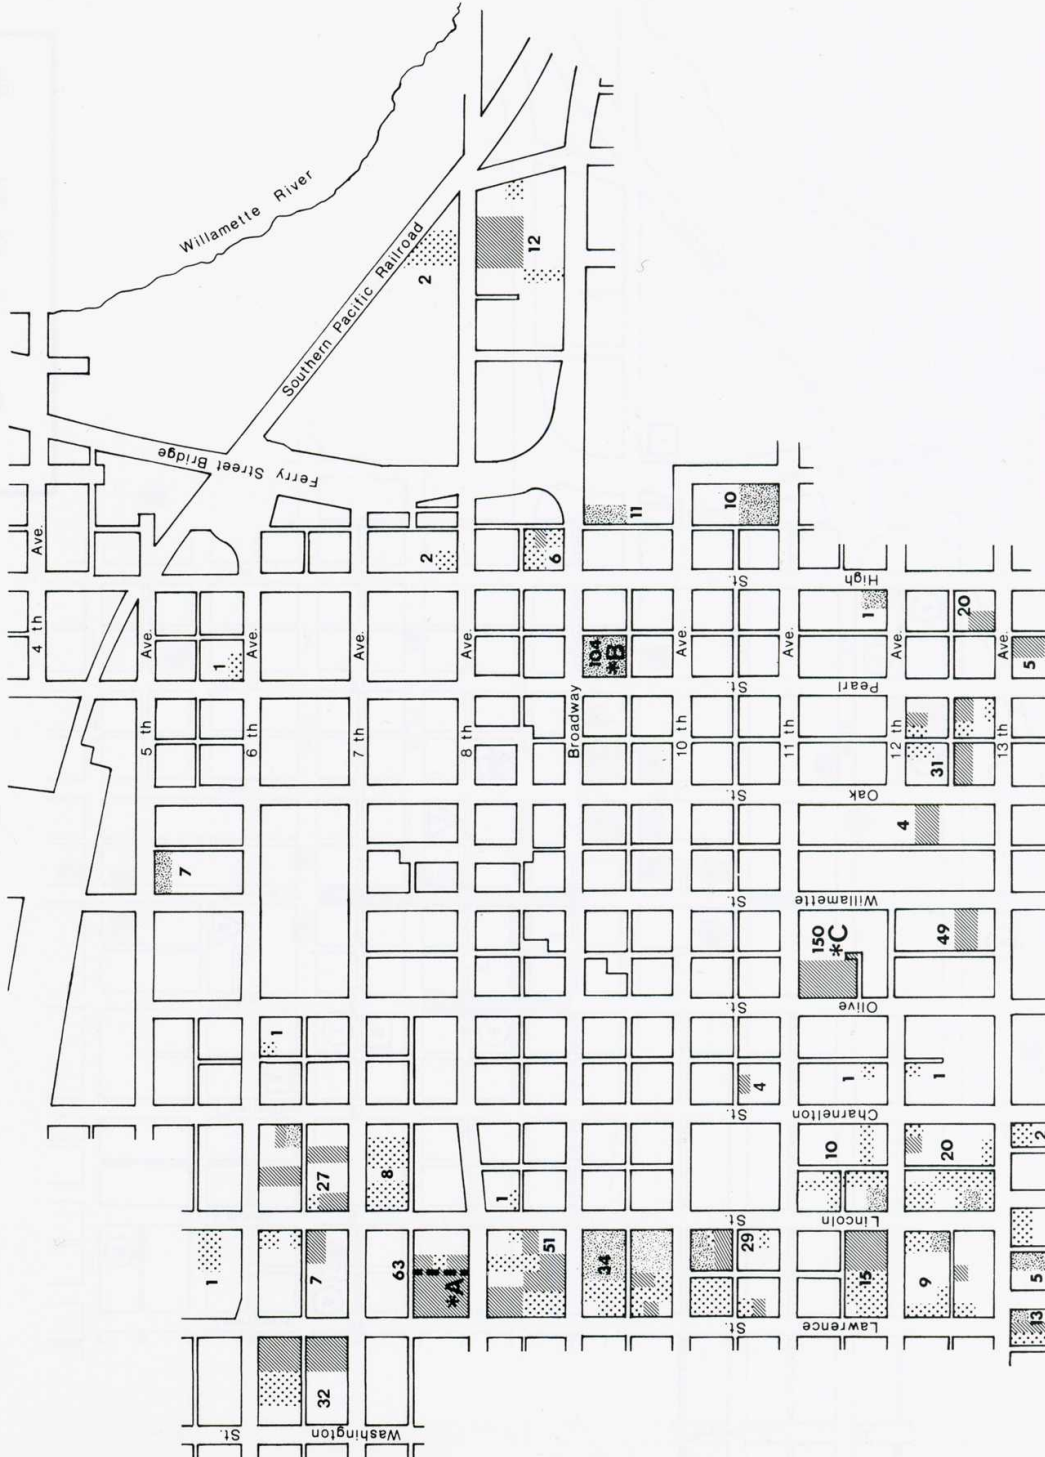 Willamette River
Southern Pacific Railroad
Ferry Street Bridge
4 th Ave.
5 th Ave.
6 th Ave.
7 th Ave.
8 th Ave.
Broadway
10 th Ave.
11 th Ave.
12 th Ave.
13 th Ave.
High St.
Pearl St.
Oak St.
Willamette St.
Olive St.
Charnelton St.
Lincoln St.
Lawrence St.
Washington St.
2
12
2
6
11
10
1
104
*B
1
20
5
31
7
4
150
*C
49
1
4
1
1
27
8
1
10
20
2
1
7
63
*A
51
34
29
15
9
5
13
32